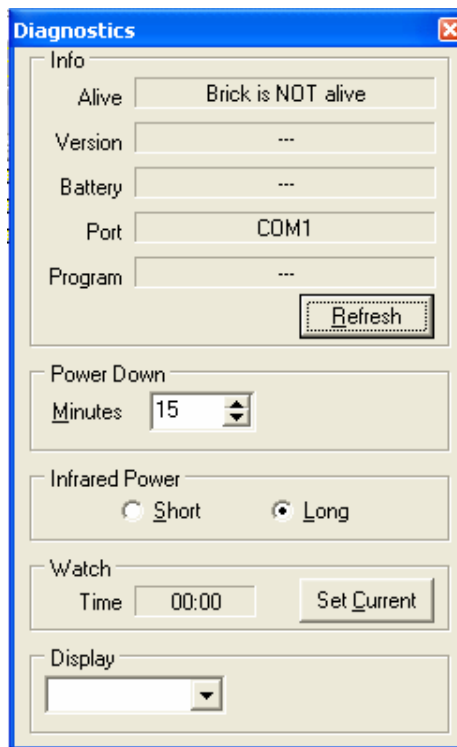 Diagnostics
Info
Alive Brick is NOT alive
Version ---
Battery ---
Port COM1
Program ---
Refresh
Power Down
Minutes 15
Infrared Power
Short Long
Watch
Time 00:00 Set Current
Display